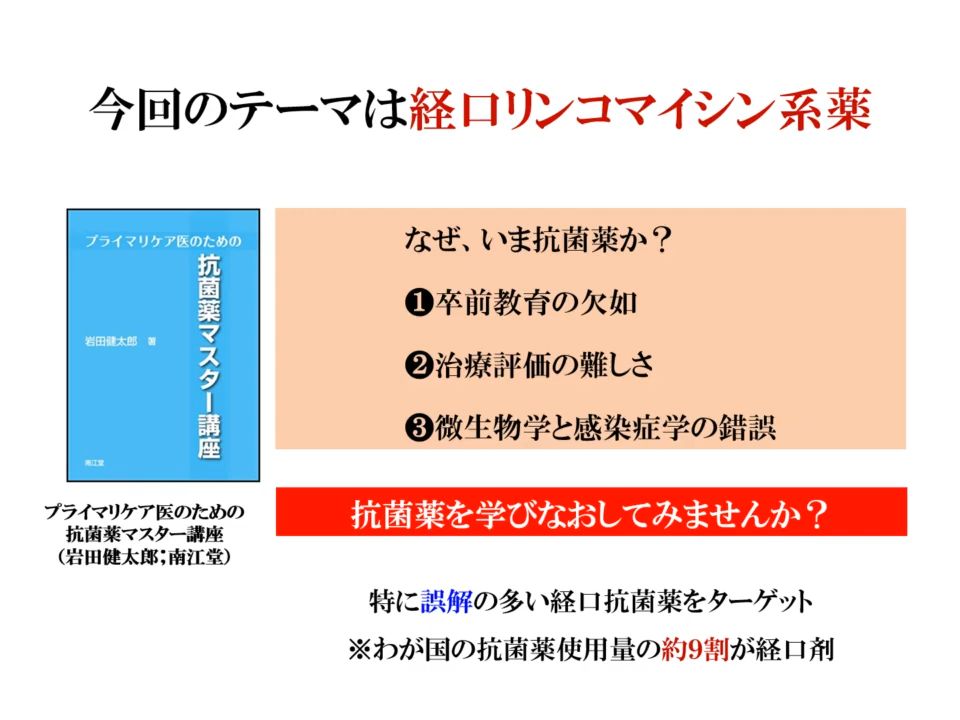 今回のテーマは経口リンコマイシン系薬
プライマリケア医のための
抗菌薬マスター講座
岩田健太郎 著
南江堂
プライマリケア医のための
抗菌薬マスター講座
（岩田健太郎；南江堂）
なぜ、いま抗菌薬か？
❶卒前教育の欠如
❷治療評価の難しさ
❸微生物学と感染症学の錯誤
抗菌薬を学びなおしてみませんか？
特に誤解の多い経口抗菌薬をターゲット
※わが国の抗菌薬使用量の約9割が経口剤